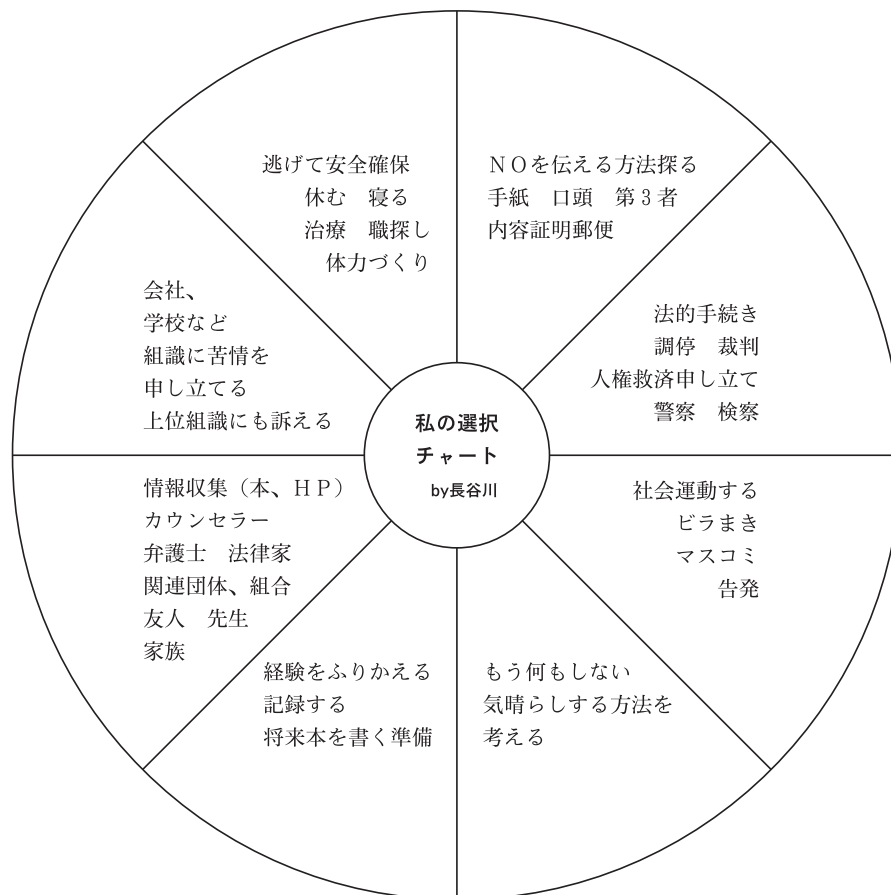 逃げて安全確保
休む　寝る
治療　職探し
体力づくり
ＮＯを伝える方法探る
手紙　口頭　第３者
内容証明郵便
法的手続き
調停　裁判
人権救済申し立て
警察　検察
社会運動する
ビラまき
マスコミ
告発
もう何もしない
気晴らしする方法を
考える
経験をふりかえる
記録する
将来本を書く準備
情報収集（本、ＨＰ）
カウンセラー
弁護士　法律家
関連団体、組合
友人　先生
家族
会社、
学校など
組織に苦情を
申し立てる
上位組織にも訴える
私の選択
チャート
by長谷川